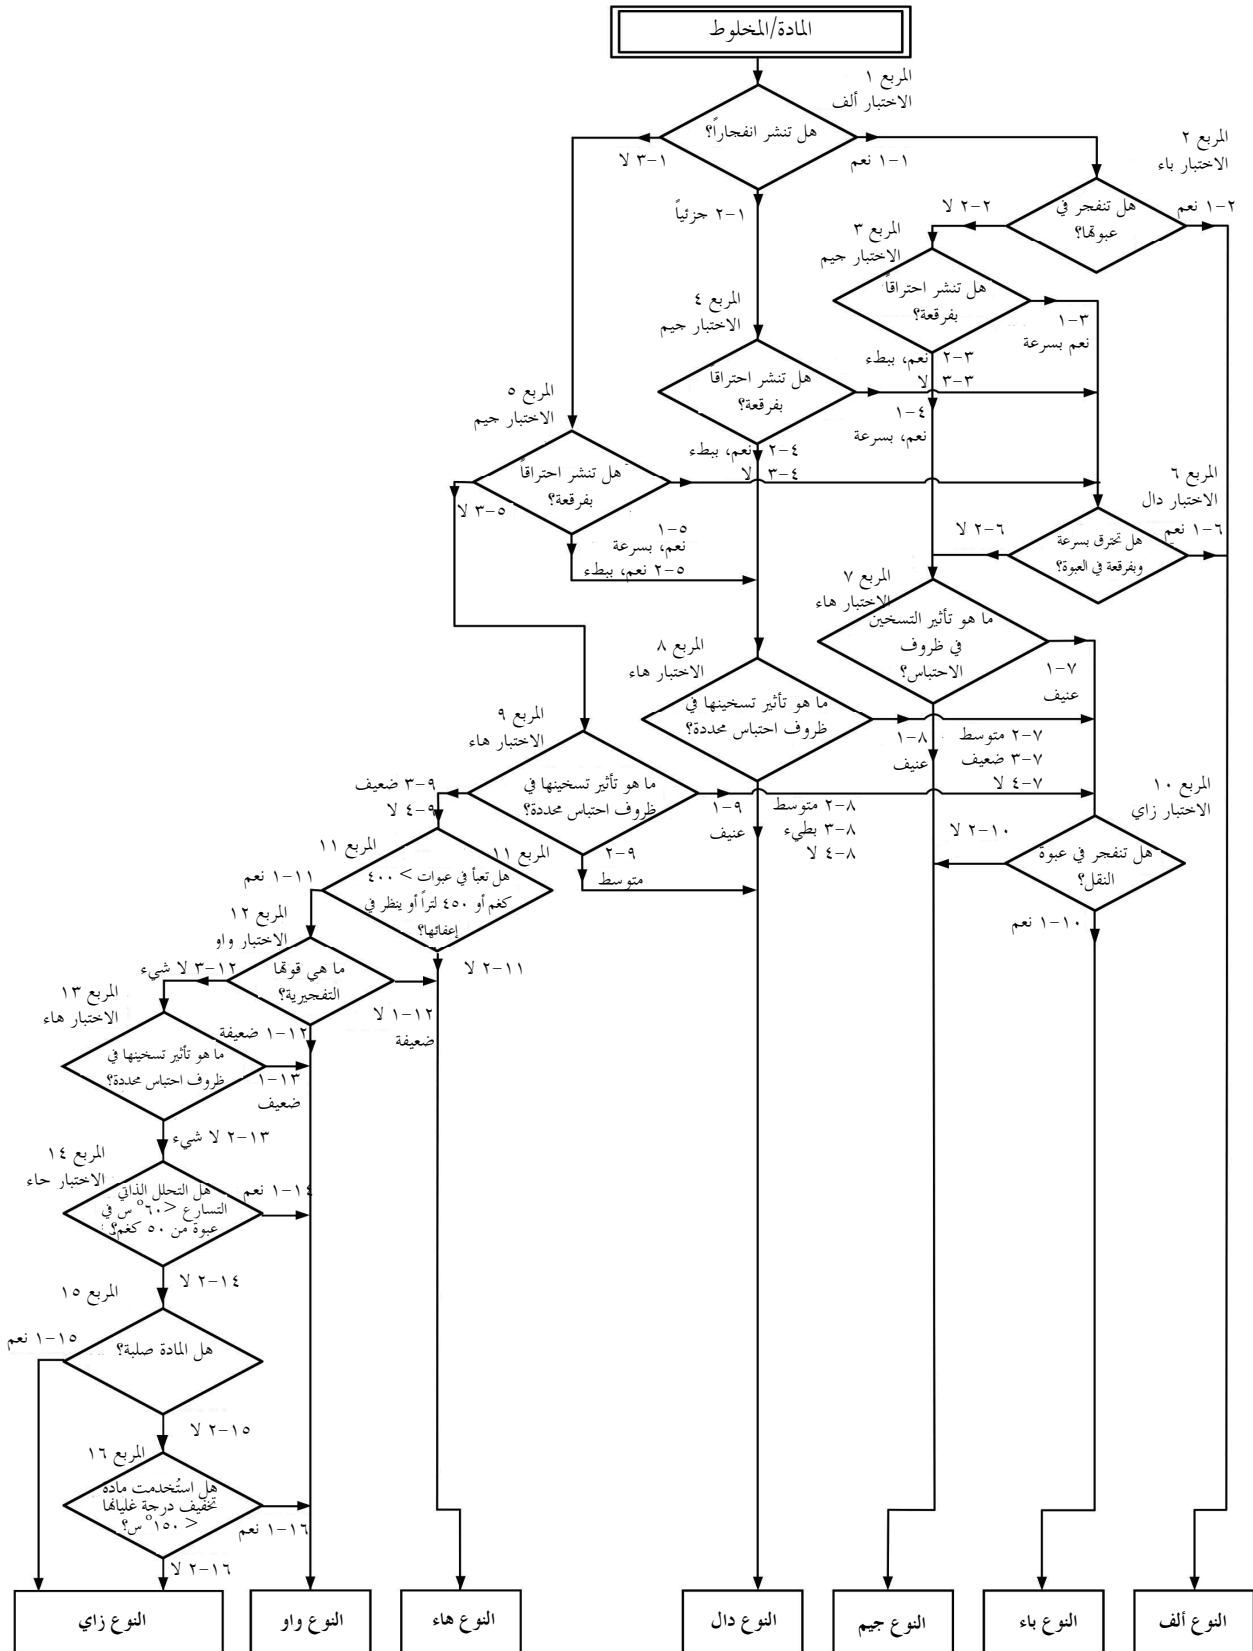 المادة/المخلوط
المربع ١
الاختبار ألف
هل تنشر انفجاراً؟
١-١ نعم
٣-١ لا
٢-١ جزئياً
المربع ٢
الاختبار باء
هل تنفجر في
عبوتها؟
١-٢ نعم
٢-٢ لا
المربع ٣
الاختبار جيم
هل تنشر احتراقاً
بفرقعة؟
١-٣
نعم بسرعة
٢-٣ نعم، ببطء
٣-٣ لا
المربع ٤
الاختبار جيم
هل تنشر احتراقاً
بفرقعة؟
١-٤
نعم، بسرعة
٢-٤ نعم، ببطء
٣-٤ لا
المربع ٥
الاختبار جيم
هل تنشر احتراقاً
بفرقعة؟
٣-٥ لا
١-٥
نعم، بسرعة
٢-٥ نعم، ببطء
المربع ٦
الاختبار دال
هل تحترق بسرعة
وبفرقعة في العبوة؟
١-٦ نعم
٢-٦ لا
المربع ٧
الاختبار هاء
ما هو تأثير التسخين
في ظروف
الاحتباس؟
١-٧
عنيف
٢-٧ متوسط
٣-٧ ضعيف
٤-٧ لا
المربع ٨
الاختبار هاء
ما هو تأثير تسخينها في
ظروف احتباس محددة؟
١-٨
عنيف
٢-٨ متوسط
٣-٨ بطيء
٤-٨ لا
المربع ٩
الاختبار هاء
ما هو تأثير تسخينها في
ظروف احتباس محددة؟
١-٩
عنيف
٢-٩
متوسط
٣-٩ ضعيف
٤-٩ لا
المربع ١٠
الاختبار زاي
هل تنفجر في عبوة
النقل؟
٢-١٠ لا
١-١٠ نعم
المربع ١١
المربع ١١
هل تعبأ في عبوات > ٤٠٠
كغم أو ٤٥٠ لتراً أو ينظر في
إعفائها؟
١-١١ نعم
٢-١١ لا
المربع ١٢
الاختبار واو
ما هي قوتها
التفجيرية؟
٣-١٢ لا شيء
١-١٢ لا
ضعيفة
١-١٢ ضعيفة
المربع ١٣
الاختبار هاء
ما هو تأثير تسخينها في
ظروف احتباس محددة؟
١-١٣
ضعيف
٢-١٣ لا شيء
المربع ١٤
الاختبار حاء
هل التحلل الذاتي
التسارع <٦٠° س في
عبوة من ٥٠ كغم؟
١-١٤ نعم
٢-١٤ لا
المربع ١٥
هل المادة صلبة؟
١-١٥ نعم
٢-١٥ لا
المربع ١٦
هل استُخدمت مادة
تخفيف درجة غليانها
< ١٥٠° س؟
١-١٦ نعم
٢-١٦ لا
النوع ألف
النوع باء
النوع جيم
النوع دال
النوع هاء
النوع واو
النوع زاي